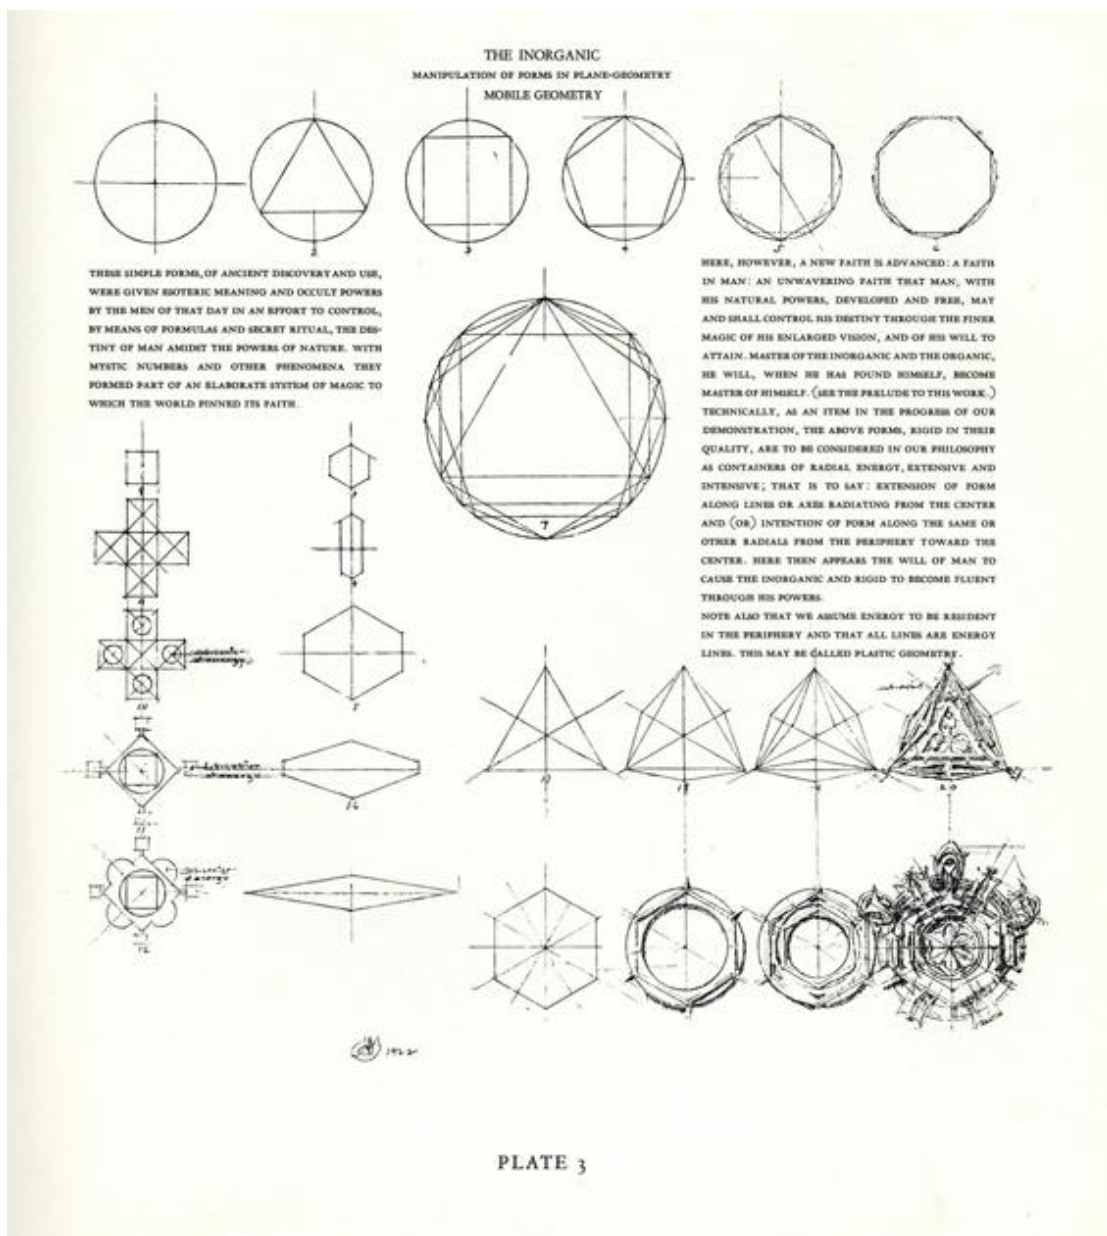 THE INORGANIC
MANIPULATION OF FORMS IN PLANE-GEOMETRY
MOBILE GEOMETRY
2
3
4
5
6
THESE SIMPLE FORMS, OF ANCIENT DISCOVERY AND USE,
WERE GIVEN ESOTERIC MEANING AND OCCULT POWERS
BY THE MEN OF THAT DAY IN AN EFFORT TO CONTROL,
BY MEANS OF FORMULAS AND SECRET RITUAL, THE DES-
TINY OF MAN AMIDST THE POWERS OF NATURE. WITH
MYSTIC NUMBERS AND OTHER PHENOMENA THEY
FORMED PART OF AN ELABORATE SYSTEM OF MAGIC TO
WHICH THE WORLD PINNED ITS FAITH.
HERE, HOWEVER, A NEW FAITH IS ADVANCED: A FAITH
IN MAN: AN UNWAVERING FAITH THAT MAN, WITH
HIS NATURAL POWERS, DEVELOPED AND FREE, MAY
AND SHALL CONTROL HIS DESTINY THROUGH THE FINER
MAGIC OF HIS ENLARGED VISION, AND OF HIS WILL TO
ATTAIN. MASTER OF THE INORGANIC AND THE ORGANIC,
HE WILL, WHEN HE HAS FOUND HIMSELF, BECOME
MASTER OF HIMSELF. (SEE THE PRELUDE TO THIS WORK.)
TECHNICALLY, AS AN ITEM IN THE PROGRESS OF OUR
DEMONSTRATION, THE ABOVE FORMS, RIGID IN THEIR
QUALITY, ARE TO BE CONSIDERED IN OUR PHILOSOPHY
AS CONTAINERS OF RADIAL ENERGY, EXTENSIVE AND
INTENSIVE; THAT IS TO SAY: EXTENSION OF FORM
ALONG LINES OR AXES RADIATING FROM THE CENTER
AND (OR) INTENTION OF FORM ALONG THE SAME OR
OTHER RADIALS FROM THE PERIPHERY TOWARD THE
CENTER. HERE THEN APPEARS THE WILL OF MAN TO
CAUSE THE INORGANIC AND RIGID TO BECOME FLUENT
THROUGH HIS POWERS.
NOTE ALSO THAT WE ASSUME ENERGY TO BE RESIDENT
IN THE PERIPHERY AND THAT ALL LINES ARE ENERGY
LINES. THIS MAY BE CALLED PLASTIC GEOMETRY.
7
16
18
20
12
1922
PLATE 3